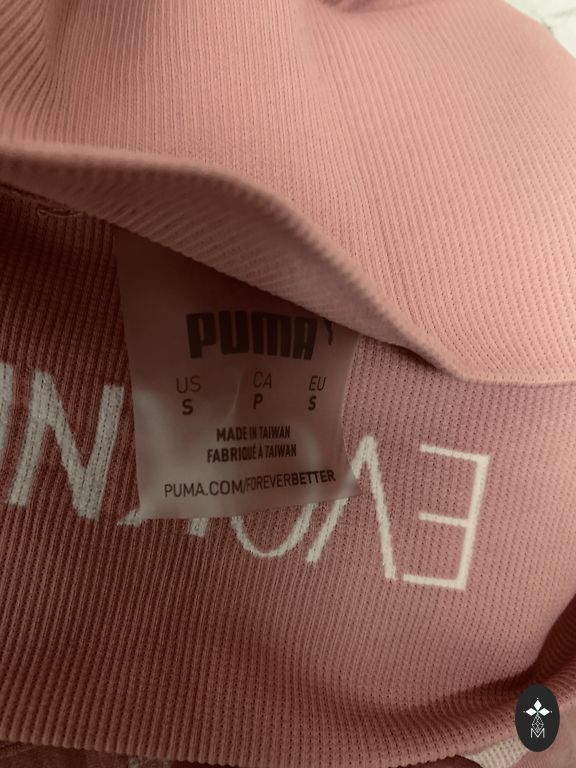 PUMA
US CA EU
S P S
MADE IN TAIWAN
FABRIQUÉ À TAIWAN
PUMA.COM/FOREVERBETTER
M